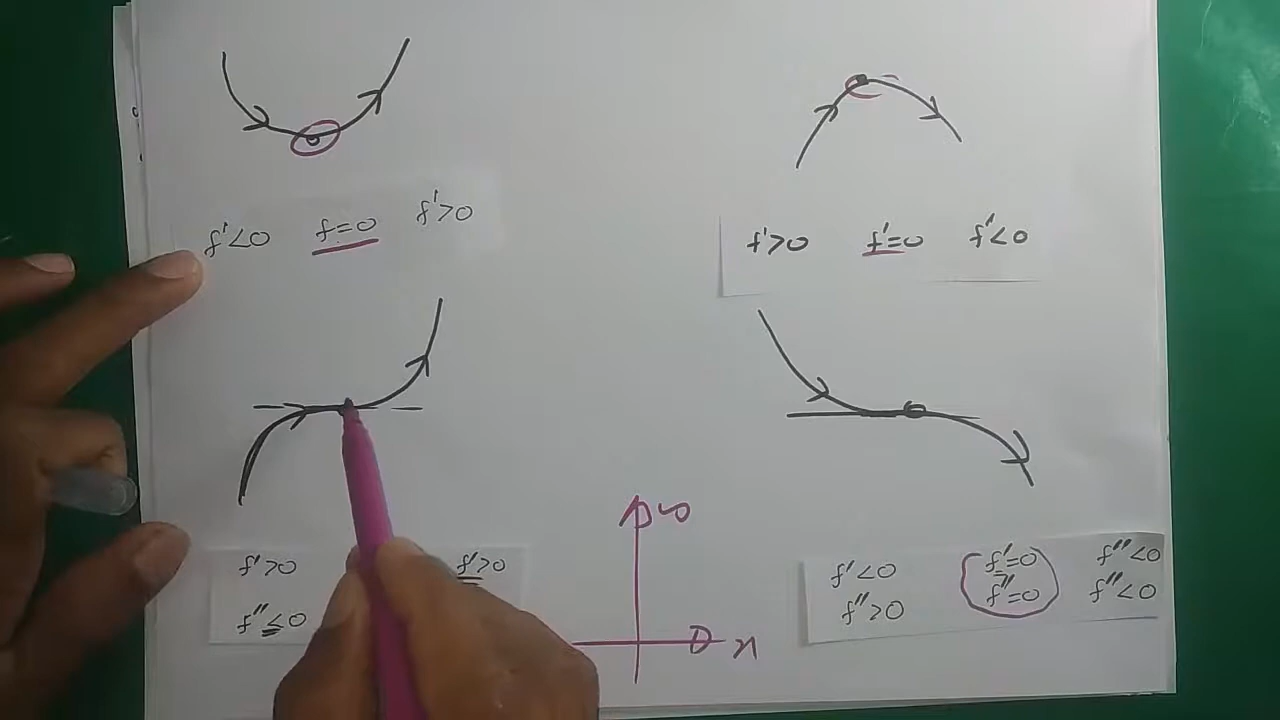 f'<0 f=0 f'>0
f'>0 f'=0 f'<0
f'>0 f'>0
f''≤0
f'<0 f'=0 f''<0
f''>0 f''=0 f''<0
x